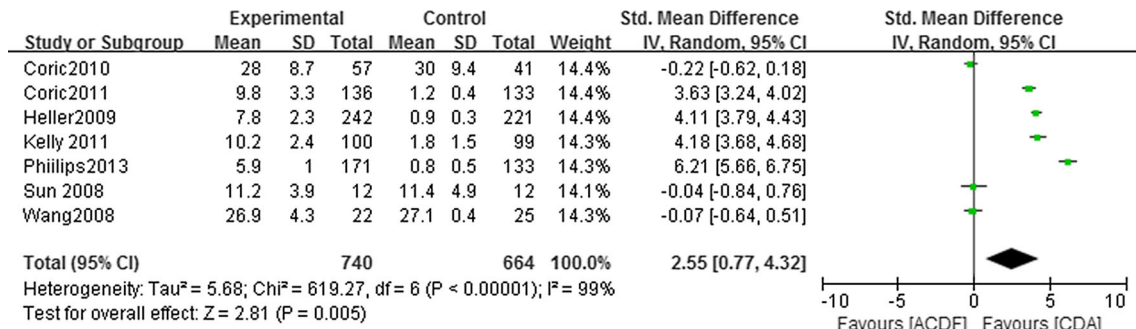 Experimental Control Std. Mean Difference Std. Mean Difference
Study or Subgroup Mean SD Total Mean SD Total Weight IV, Random, 95% CI IV, Random, 95% CI
Coric2010 28 8.7 57 30 9.4 41 14.4% -0.22 [-0.62, 0.18]
Coric2011 9.8 3.3 136 1.2 0.4 133 14.4% 3.63 [3.24, 4.02]
Heller2009 7.8 2.3 242 0.9 0.3 221 14.4% 4.11 [3.79, 4.43]
Kelly 2011 10.2 2.4 100 1.8 1.5 99 14.4% 4.18 [3.68, 4.68]
Phiilips2013 5.9 1 171 0.8 0.5 133 14.3% 6.21 [5.66, 6.75]
Sun 2008 11.2 3.9 12 11.4 4.9 12 14.1% -0.04 [-0.84, 0.76]
Wang2008 26.9 4.3 22 27.1 0.4 25 14.3% -0.07 [-0.64, 0.51]
Total (95% CI) 740 664 100.0% 2.55 [0.77, 4.32]
Heterogeneity: Tau² = 5.68; Chi² = 619.27, df = 6 (P < 0.00001); I² = 99%
Test for overall effect: Z = 2.81 (P = 0.005)
-10 -5 0 5 10
Favours [ACDF] Favours [CDA]